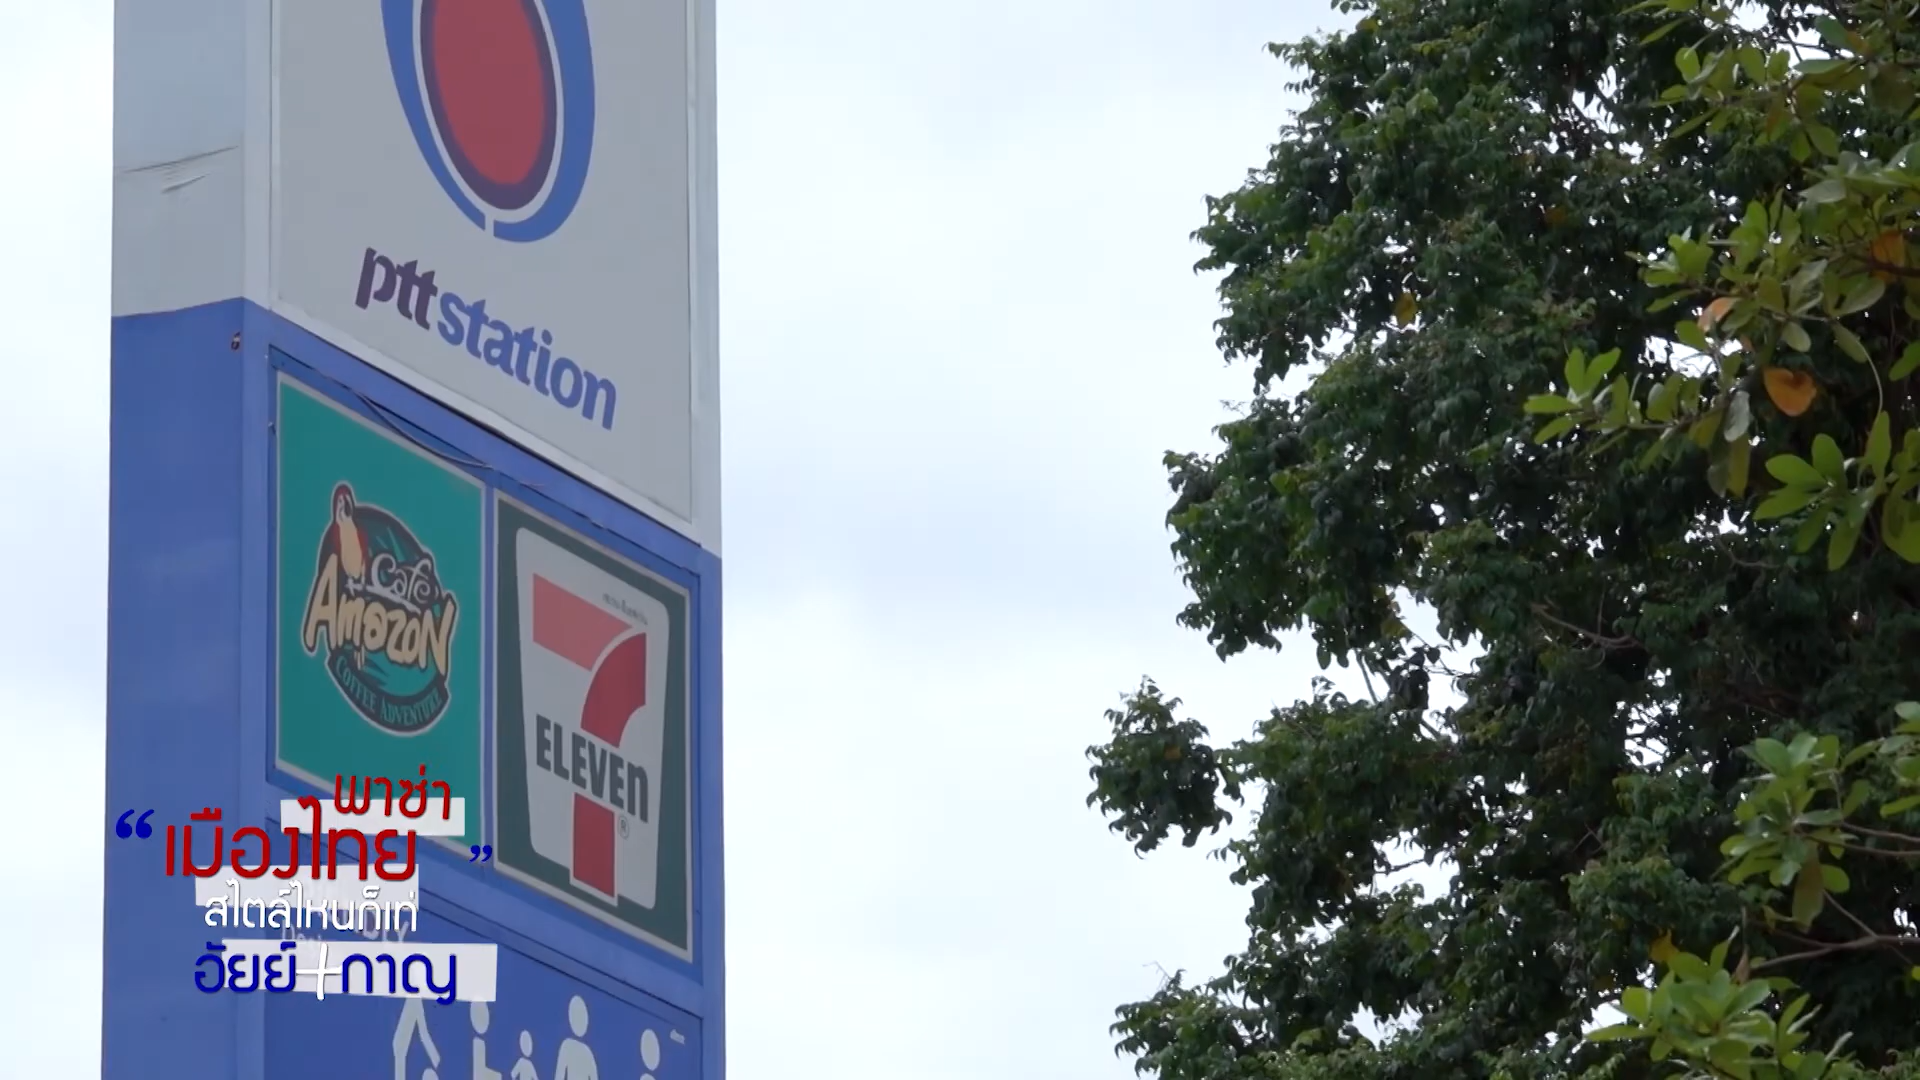 ptt station
café
AmazoN
COFFEE ADVENTURE
7
ELEVEn
®
พาซ่า
“เมืองไทย”
สไตล์ไหนก็เท่
อัยย์+กาญ